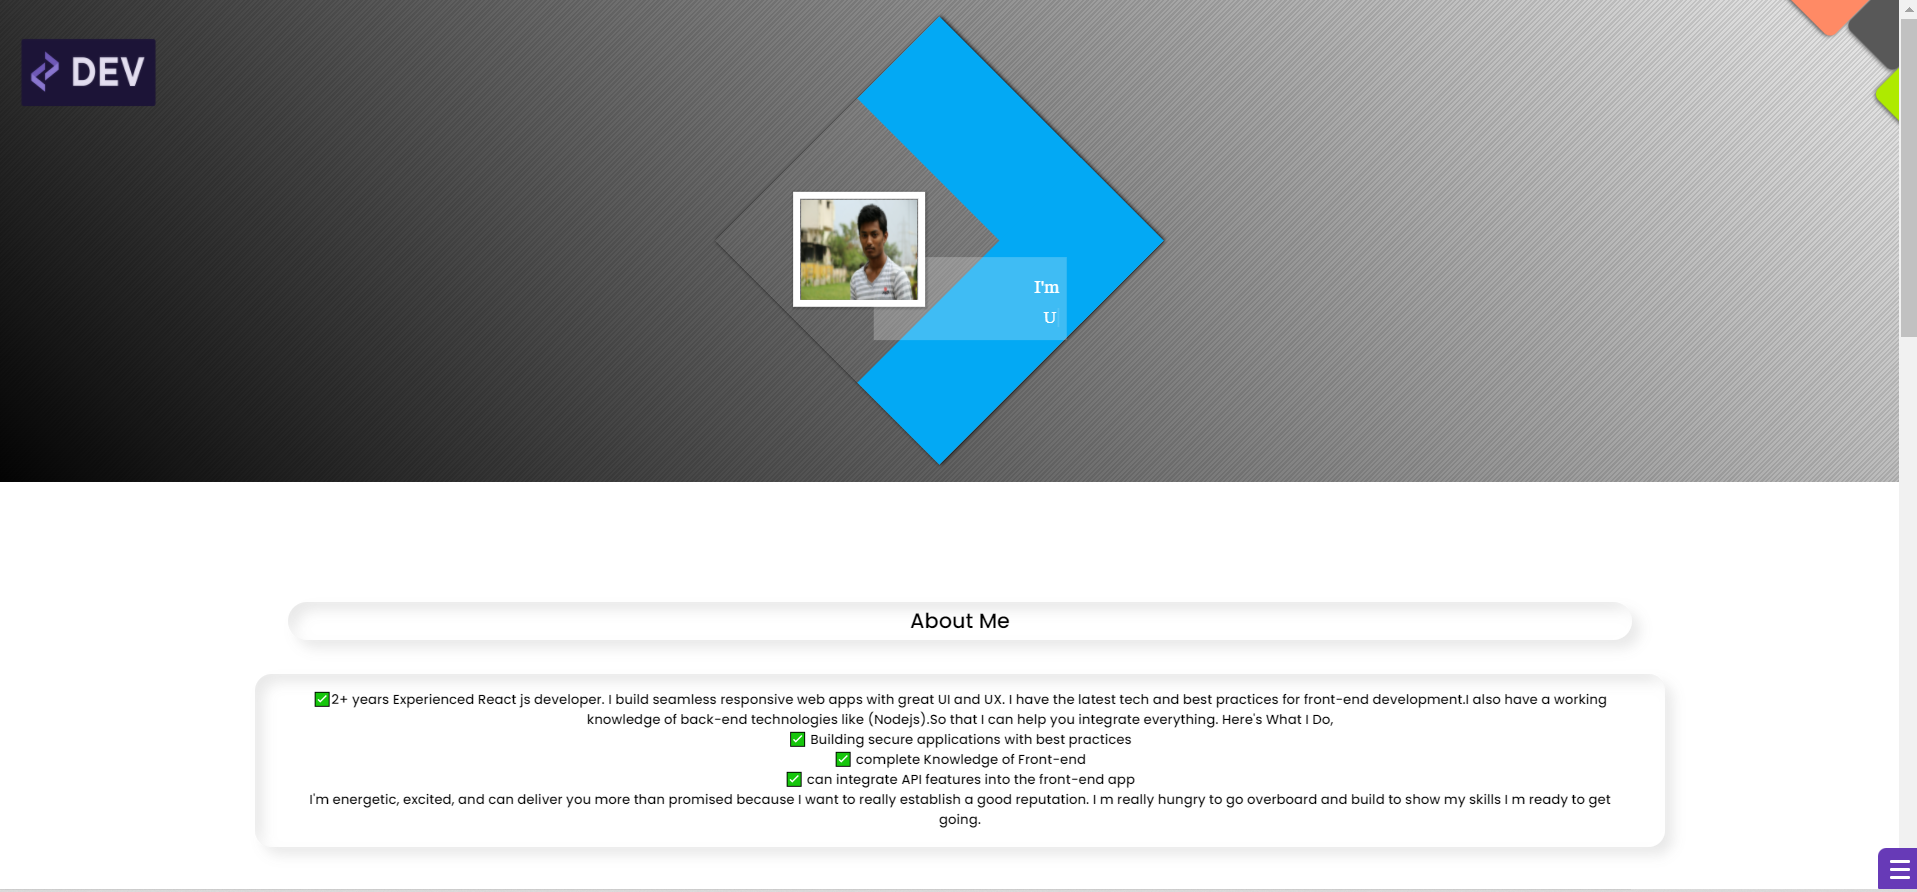 DEV
I'm
U
About Me
✅2+ years Experienced React js developer. I build seamless responsive web apps with great UI and UX. I have the latest tech and best practices for front-end development.I also have a working
knowledge of back-end technologies like (Nodejs).So that I can help you integrate everything. Here's What I Do,
✅ Building secure applications with best practices
✅ complete Knowledge of Front-end
✅ can integrate API features into the front-end app
I'm energetic, excited, and can deliver you more than promised because I want to really establish a good reputation. I m really hungry to go overboard and build to show my skills I m ready to get
going.